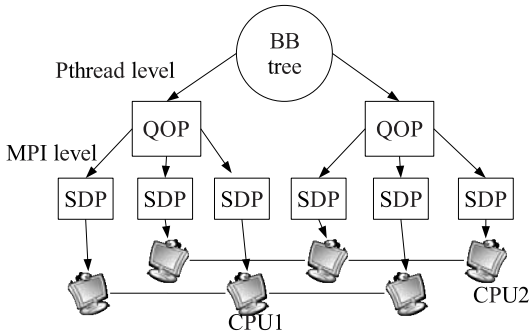 BB
tree
Pthread level
QOP
QOP
MPI level
SDP
SDP
SDP
SDP
SDP
SDP
CPU2
CPU1